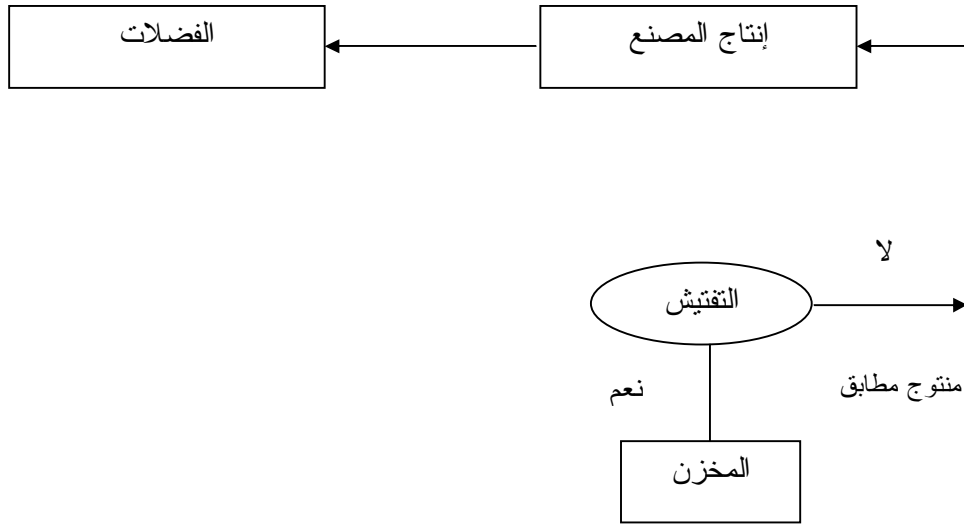 إنتاج المصنع
الفضلات
لا
التفتيش
منتوج مطابق
نعم
المخزن